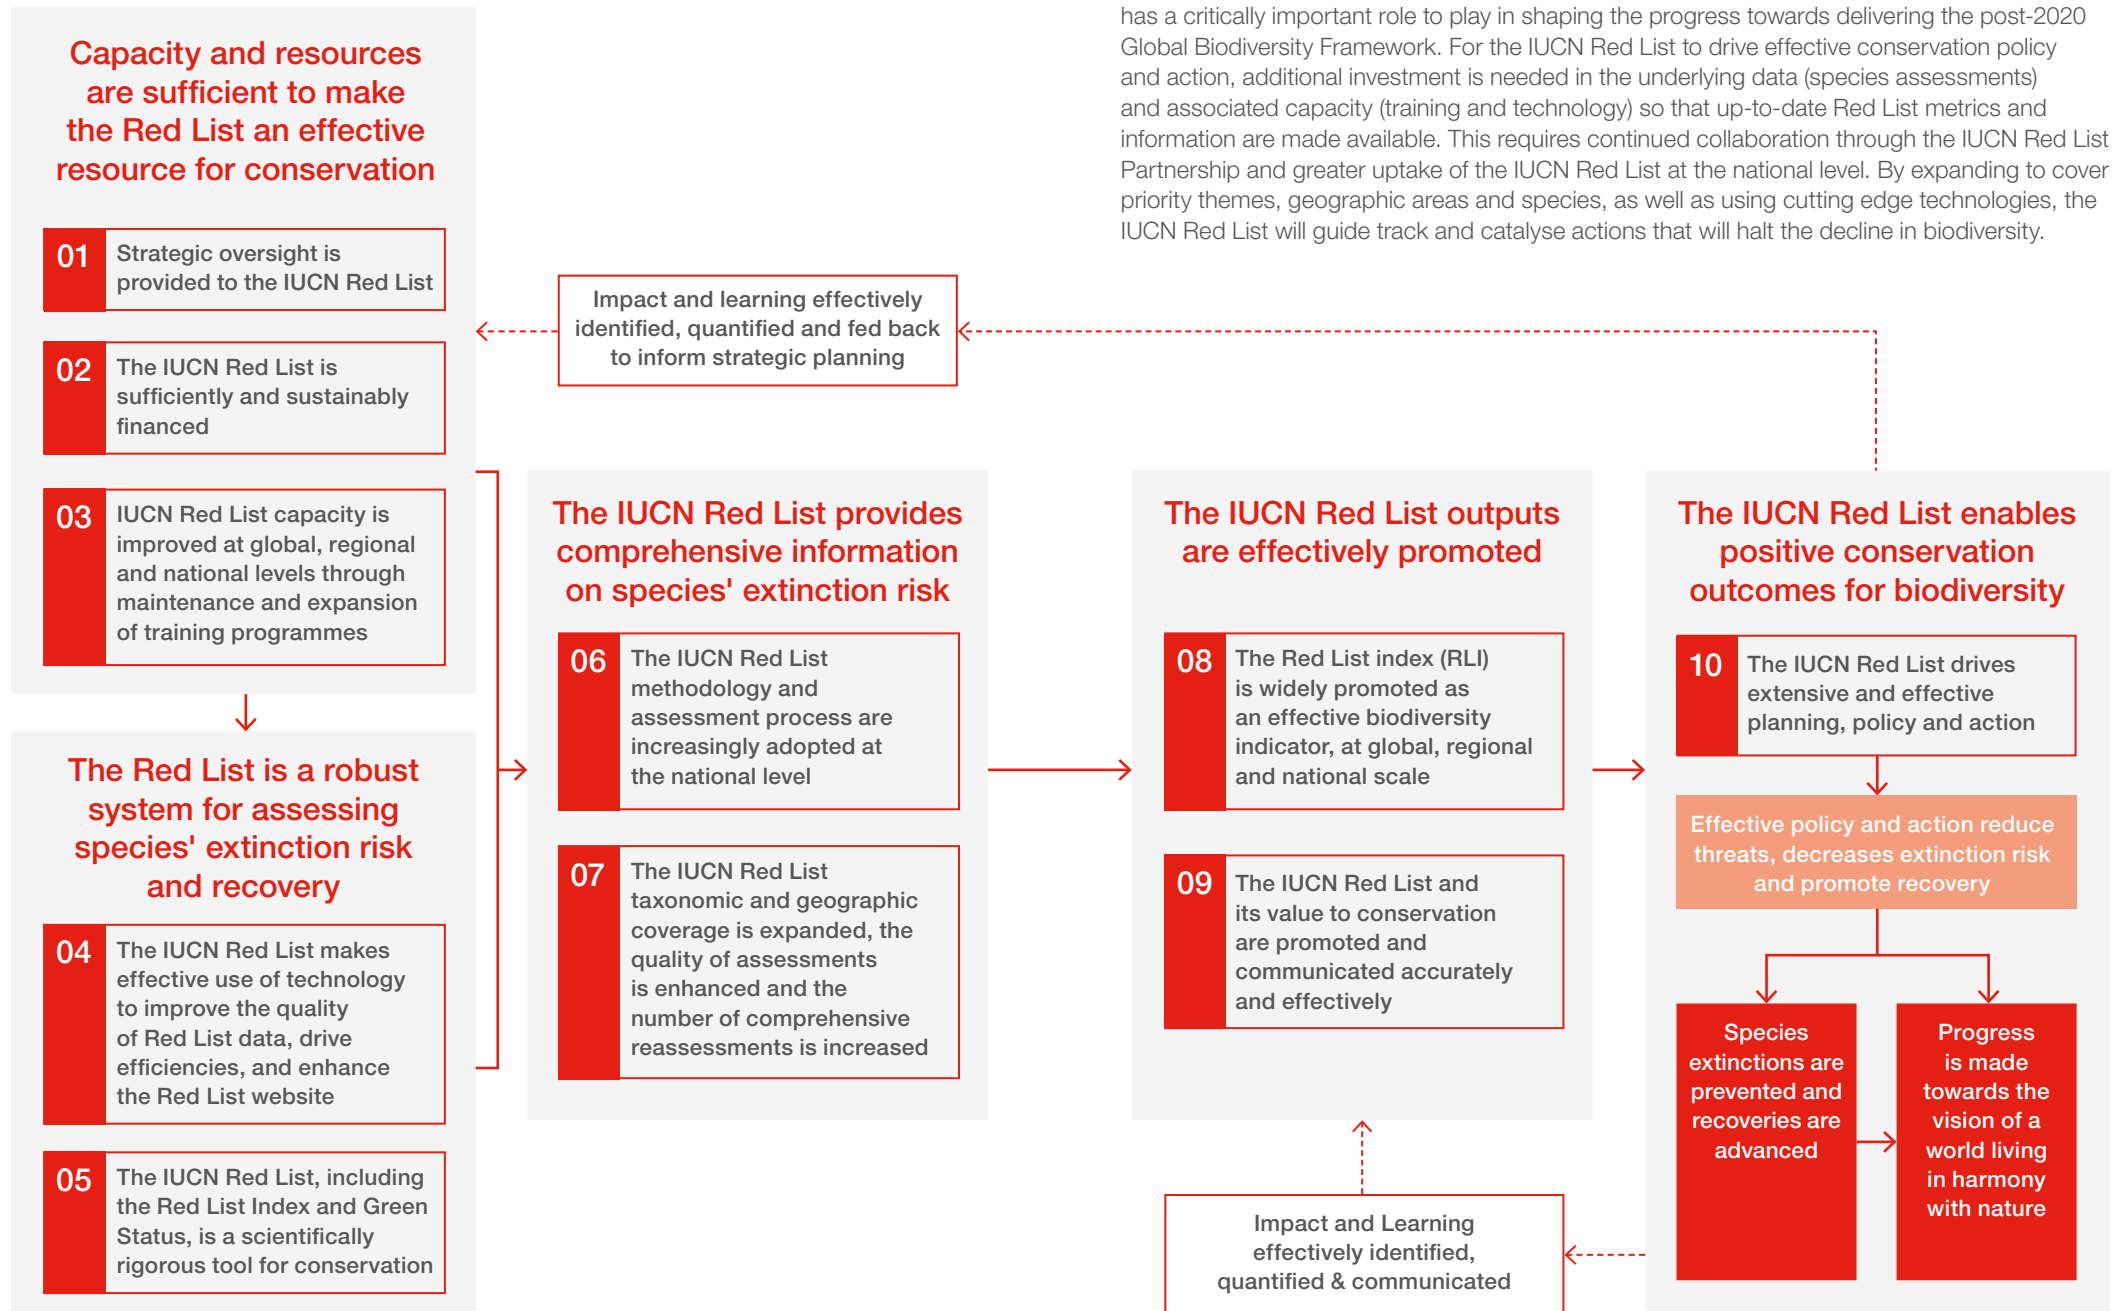 has a critically important role to play in shaping the progress towards delivering the post-2020
Global Biodiversity Framework. For the IUCN Red List to drive effective conservation policy
and action, additional investment is needed in the underlying data (species assessments)
and associated capacity (training and technology) so that up-to-date Red List metrics and
information are made available. This requires continued collaboration through the IUCN Red List
Partnership and greater uptake of the IUCN Red List at the national level. By expanding to cover
priority themes, geographic areas and species, as well as using cutting edge technologies, the
IUCN Red List will guide track and catalyse actions that will halt the decline in biodiversity.
Capacity and resources
are sufficient to make
the Red List an effective
resource for conservation
01
Strategic oversight is
provided to the IUCN Red List
02
The IUCN Red List is
sufficiently and sustainably
financed
03
IUCN Red List capacity is
improved at global, regional
and national levels through
maintenance and expansion
of training programmes
The Red List is a robust
system for assessing
species' extinction risk
and recovery
04
The IUCN Red List makes
effective use of technology
to improve the quality
of Red List data, drive
efficiencies, and enhance
the Red List website
05
The IUCN Red List, including
the Red List Index and Green
Status, is a scientifically
rigorous tool for conservation
Impact and learning effectively
identified, quantified and fed back
to inform strategic planning
The IUCN Red List provides
comprehensive information
on species' extinction risk
06
The IUCN Red List
methodology and
assessment process are
increasingly adopted at
the national level
07
The IUCN Red List
taxonomic and geographic
coverage is expanded, the
quality of assessments
is enhanced and the
number of comprehensive
reassessments is increased
The IUCN Red List outputs
are effectively promoted
08
The Red List index (RLI)
is widely promoted as
an effective biodiversity
indicator, at global, regional
and national scale
09
The IUCN Red List and
its value to conservation
are promoted and
communicated accurately
and effectively
Impact and Learning
effectively identified,
quantified & communicated
The IUCN Red List enables
positive conservation
outcomes for biodiversity
10
The IUCN Red List drives
extensive and effective
planning, policy and action
Effective policy and action reduce
threats, decreases extinction risk
and promote recovery
Species
extinctions are
prevented and
recoveries are
advanced
Progress
is made
towards the
vision of a
world living
in harmony
with nature